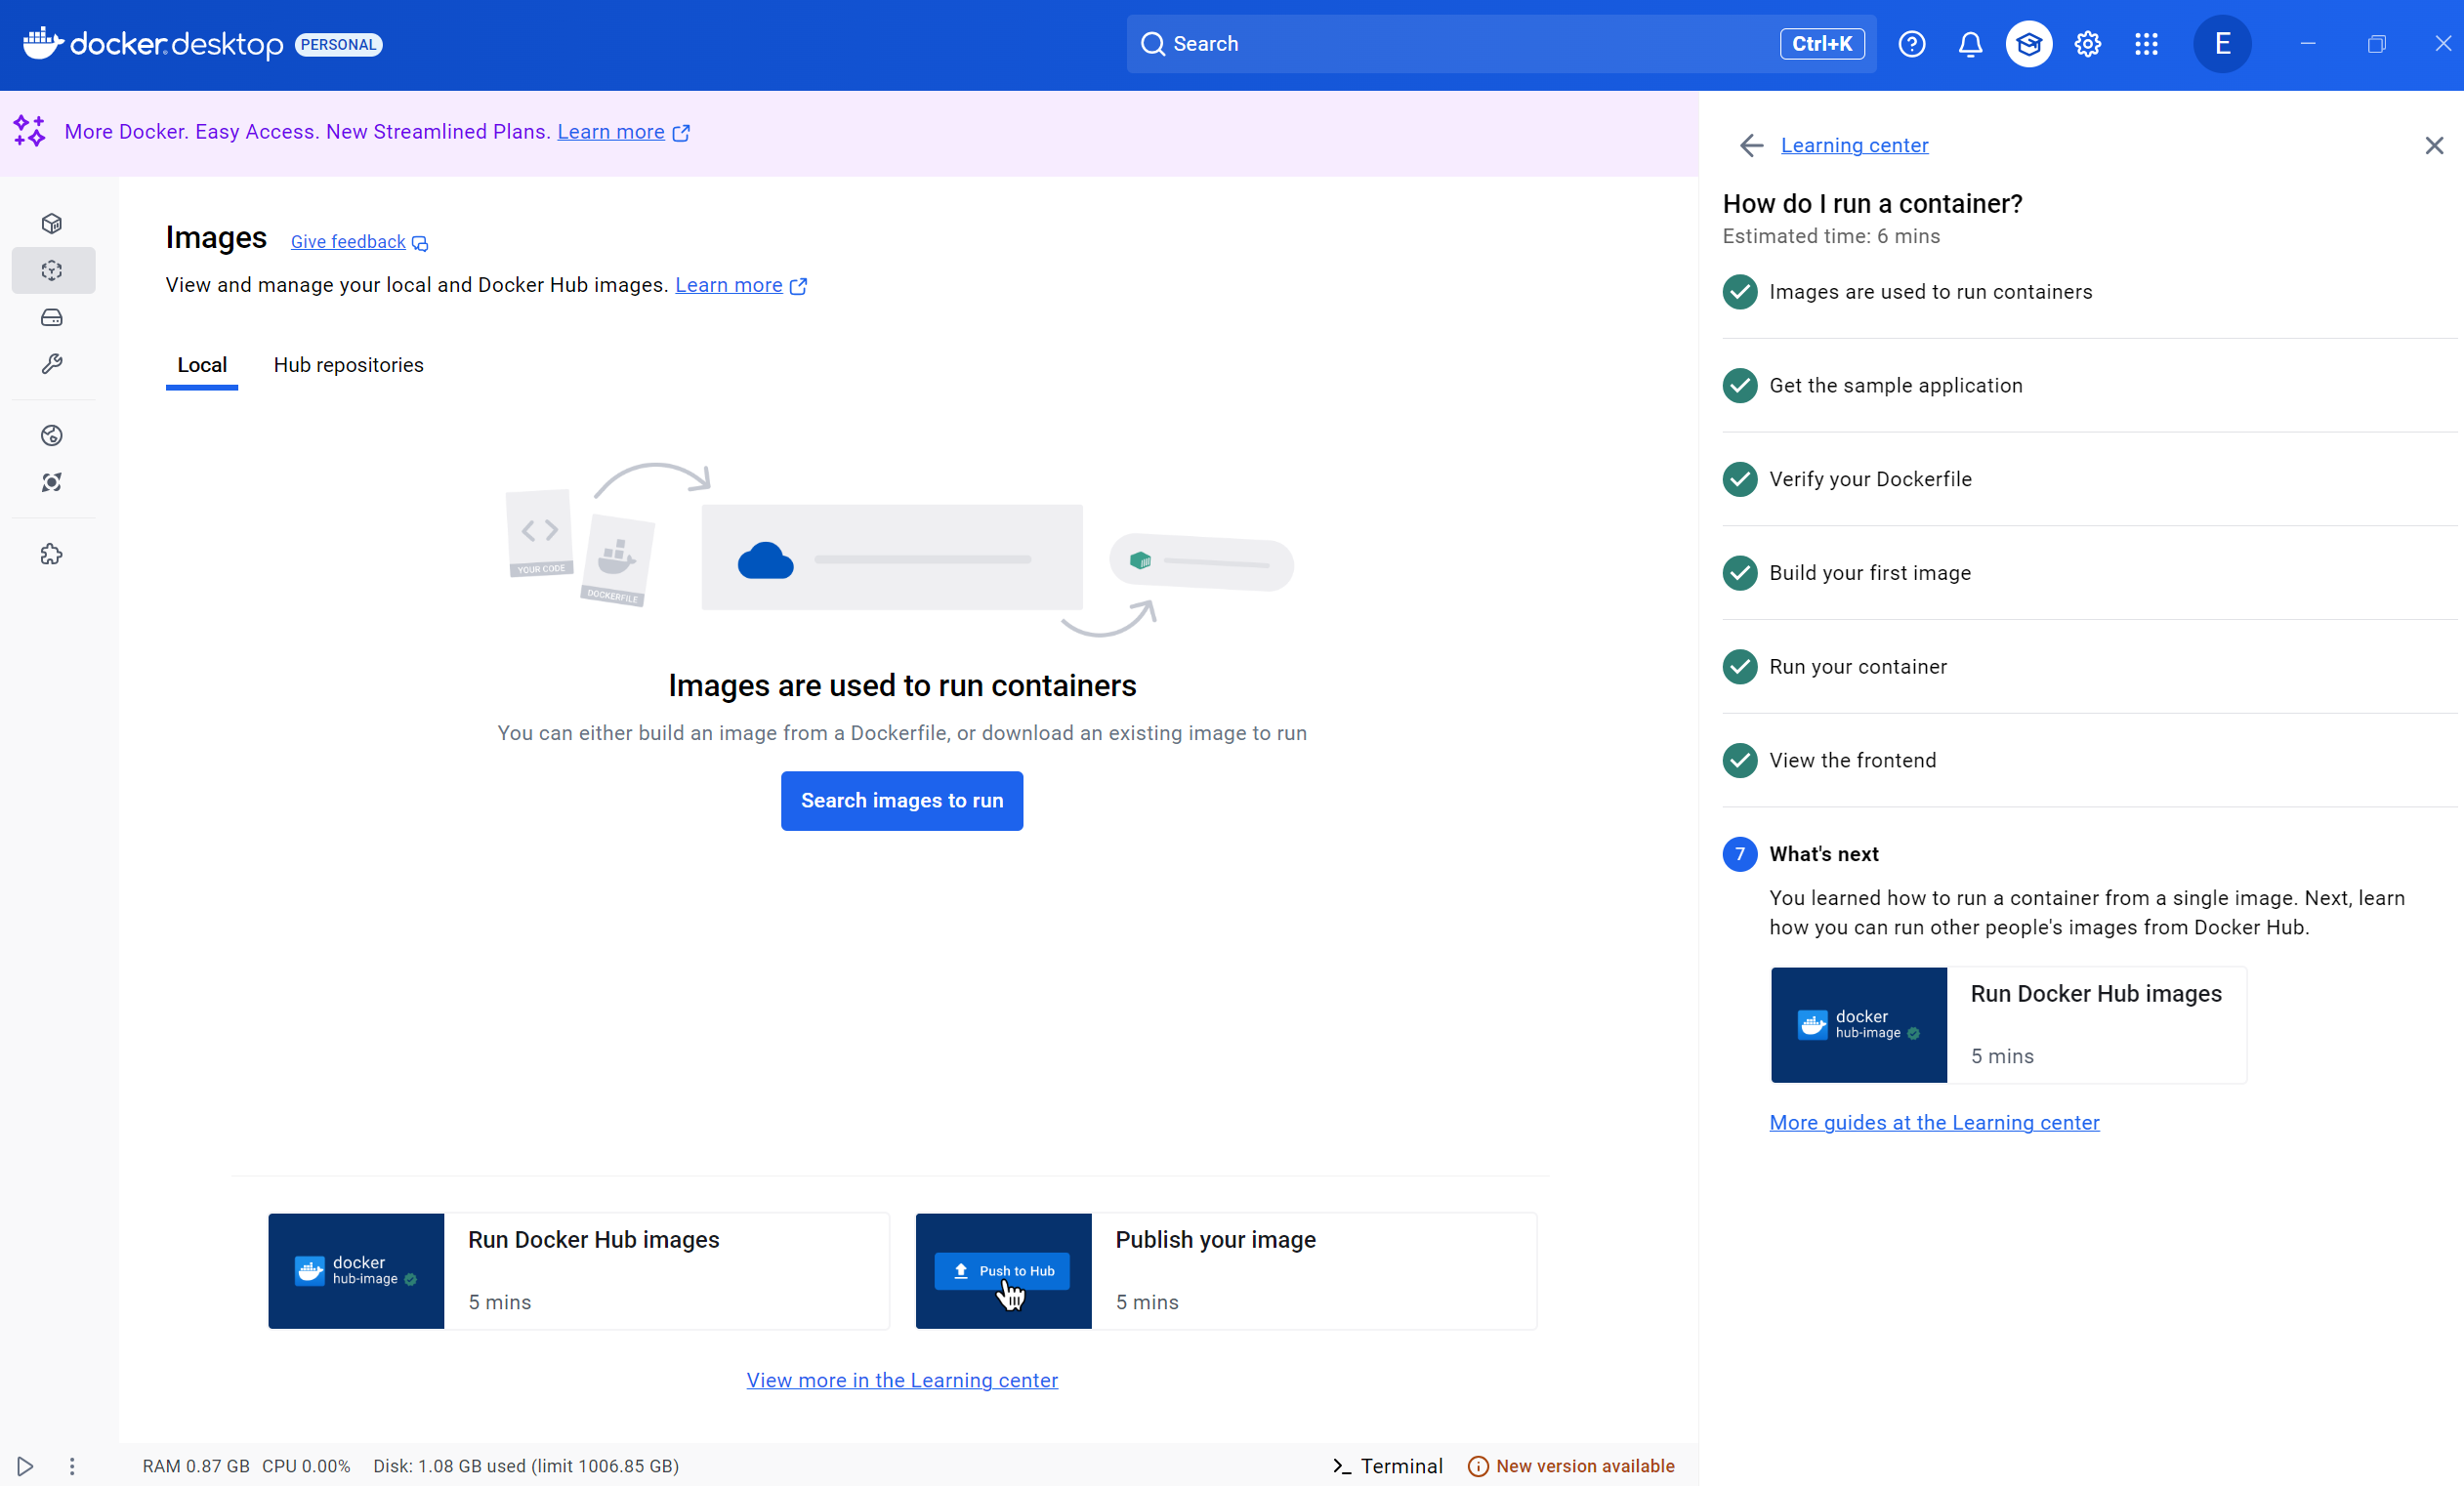 docker.desktop PERSONAL
Search
Ctrl+K
E
More Docker. Easy Access. New Streamlined Plans. Learn more
Images
Give feedback
View and manage your local and Docker Hub images. Learn more
Local
Hub repositories
YOUR CODE
DOCKERFILE
Images are used to run containers
You can either build an image from a Dockerfile, or download an existing image to run
Search images to run
docker
hub-image
Run Docker Hub images
5 mins
Push to Hub
Publish your image
5 mins
View more in the Learning center
RAM 0.87 GB CPU 0.00% Disk: 1.08 GB used (limit 1006.85 GB)
>_ Terminal
New version available
Learning center
How do I run a container?
Estimated time: 6 mins
Images are used to run containers
Get the sample application
Verify your Dockerfile
Build your first image
Run your container
View the frontend
7 What's next
You learned how to run a container from a single image. Next, learn
how you can run other people's images from Docker Hub.
docker
hub-image
Run Docker Hub images
5 mins
More guides at the Learning center